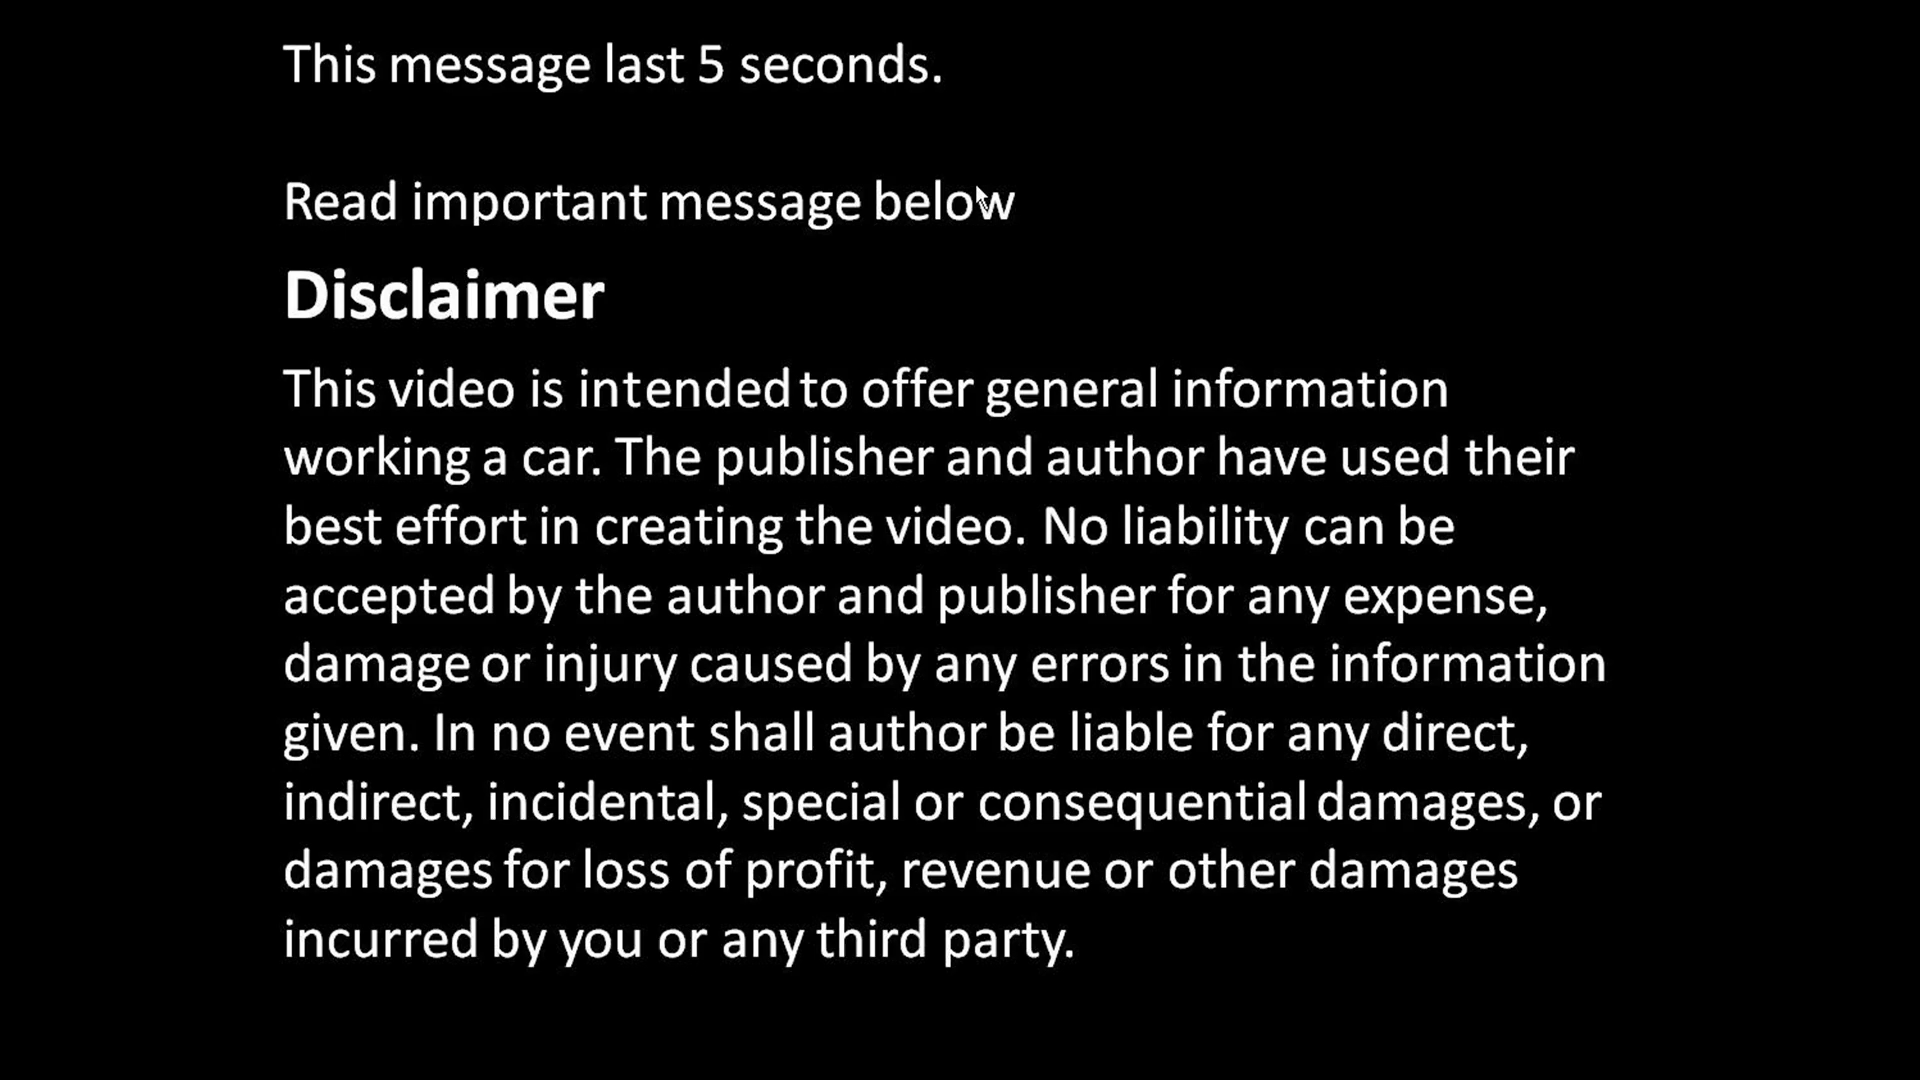 This message last 5 seconds.
Read important message below
Disclaimer
This video is intended to offer general information
working a car. The publisher and author have used their
best effort in creating the video. No liability can be
accepted by the author and publisher for any expense,
damage or injury caused by any errors in the information
given. In no event shall author be liable for any direct,
indirect, incidental, special or consequential damages, or
damages for loss of profit, revenue or other damages
incurred by you or any third party.